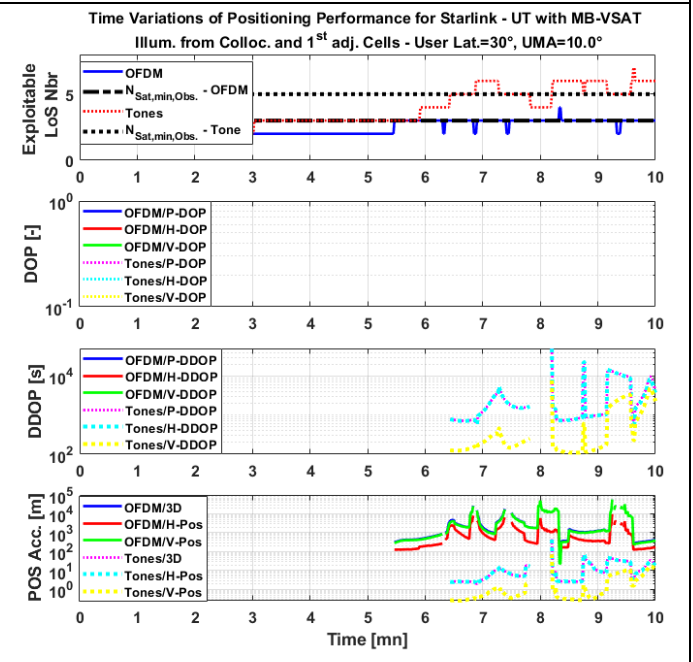 Time Variations of Positioning Performance for Starlink - UT with MB-VSAT
Illum. from Colloc. and 1st adj. Cells - User Lat.=30°, UMA=10.0°
Exploitable
LoS Nbr
5
0
OFDM
NSat,min,Obs. - OFDM
Tones
NSat,min,Obs. - Tone
0 1 2 3 4 5 6 7 8 9 10
DOP [-]
10^0
10^-1
OFDM/P-DOP
OFDM/H-DOP
OFDM/V-DOP
Tones/P-DOP
Tones/H-DOP
Tones/V-DOP
0 1 2 3 4 5 6 7 8 9 10
DDOP [s]
10^4
10^2
OFDM/P-DDOP
OFDM/H-DDOP
OFDM/V-DDOP
Tones/P-DDOP
Tones/H-DDOP
Tones/V-DDOP
0 1 2 3 4 5 6 7 8 9 10
POS Acc. [m]
10^5
10^4
10^3
10^2
10^1
10^0
OFDM/3D
OFDM/H-Pos
OFDM/V-Pos
Tones/3D
Tones/H-Pos
Tones/V-Pos
0 1 2 3 4 5 6 7 8 9 10
Time [mn]